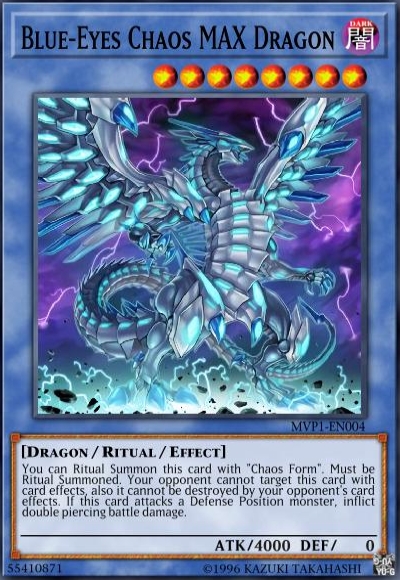 BLUE-EYES CHAOS MAX DRAGON
DARK
闇
MVP1-EN004
[DRAGON / RITUAL / EFFECT]
You can Ritual Summon this card with "Chaos Form". Must be
Ritual Summoned. Your opponent cannot target this card with
card effects, also it cannot be destroyed by your opponent's card
effects. If this card attacks a Defense Position monster, inflict
double piercing battle damage.
ATK/4000 DEF/ 0
55410871
©1996 KAZUKI TAKAHASHI